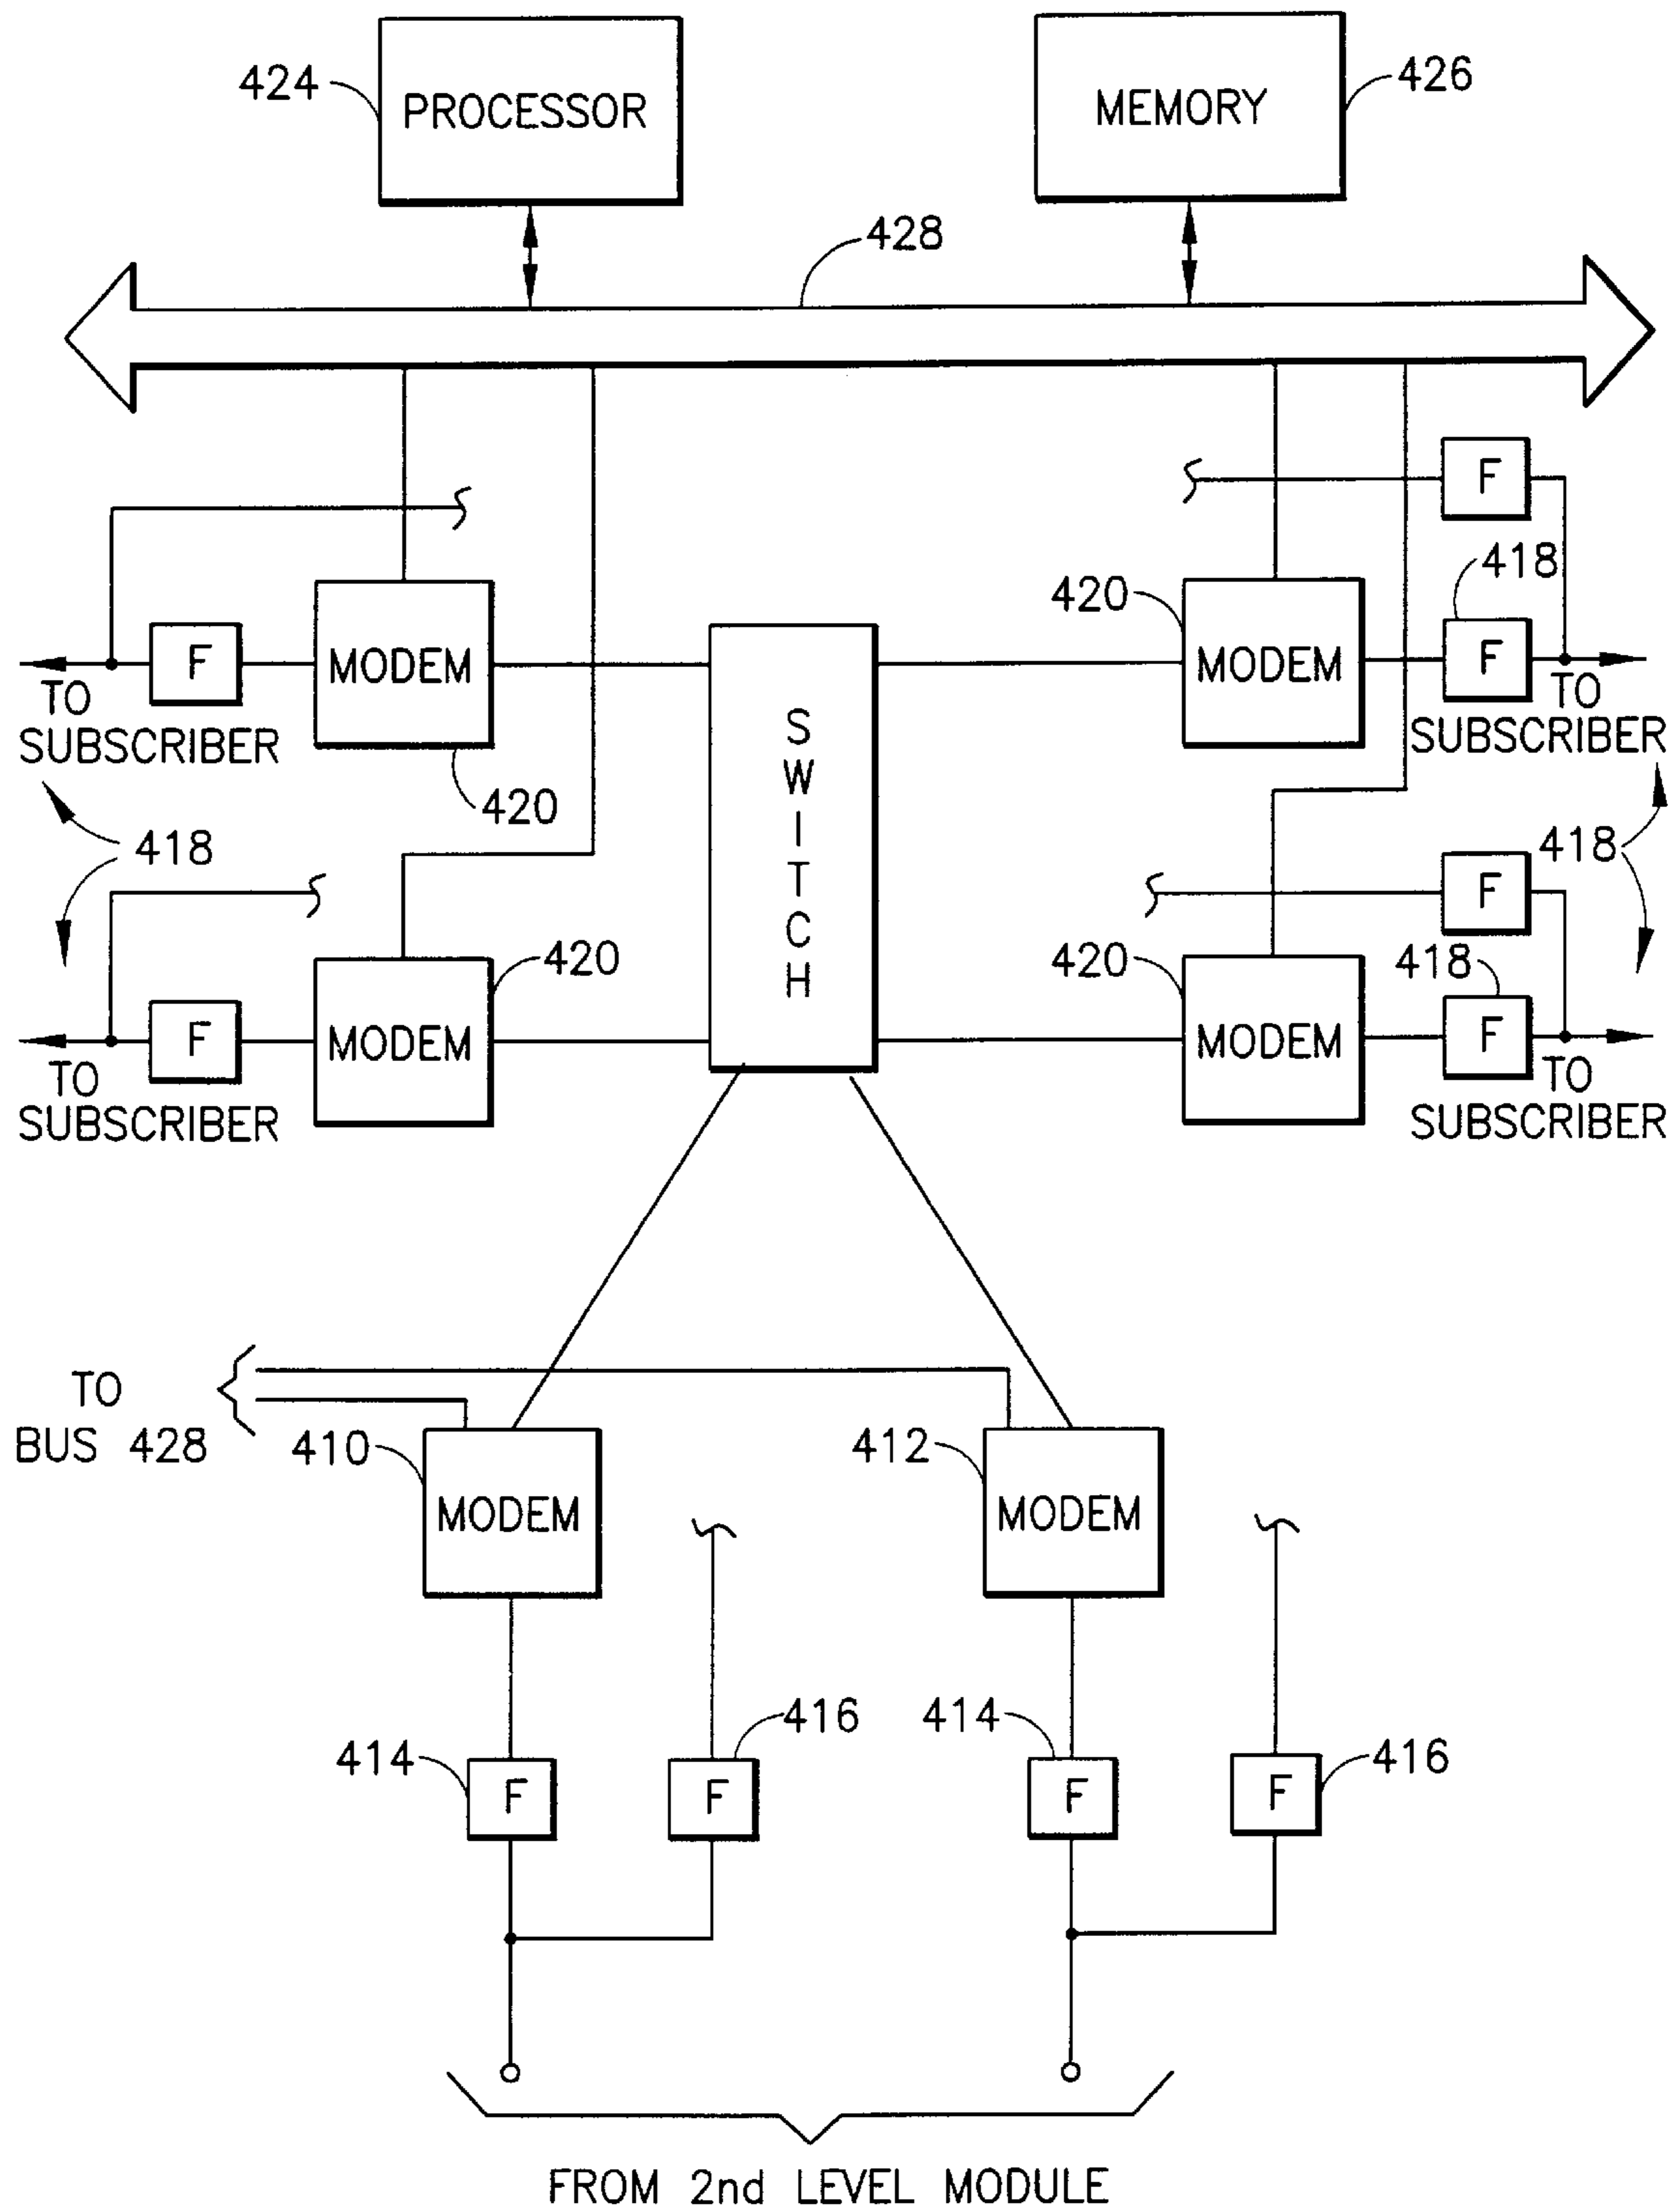 424
PROCESSOR
MEMORY
426
428
F
418
420
F
MODEM
420
MODEM
F
TO
SUBSCRIBER
TO
SUBSCRIBER
S
W
I
T
C
H
420
418
418
F
420
420
418
F
MODEM
MODEM
F
TO
SUBSCRIBER
TO
SUBSCRIBER
TO
BUS 428
410
412
MODEM
MODEM
416
414
414
416
F
F
F
F
FROM 2nd LEVEL MODULE